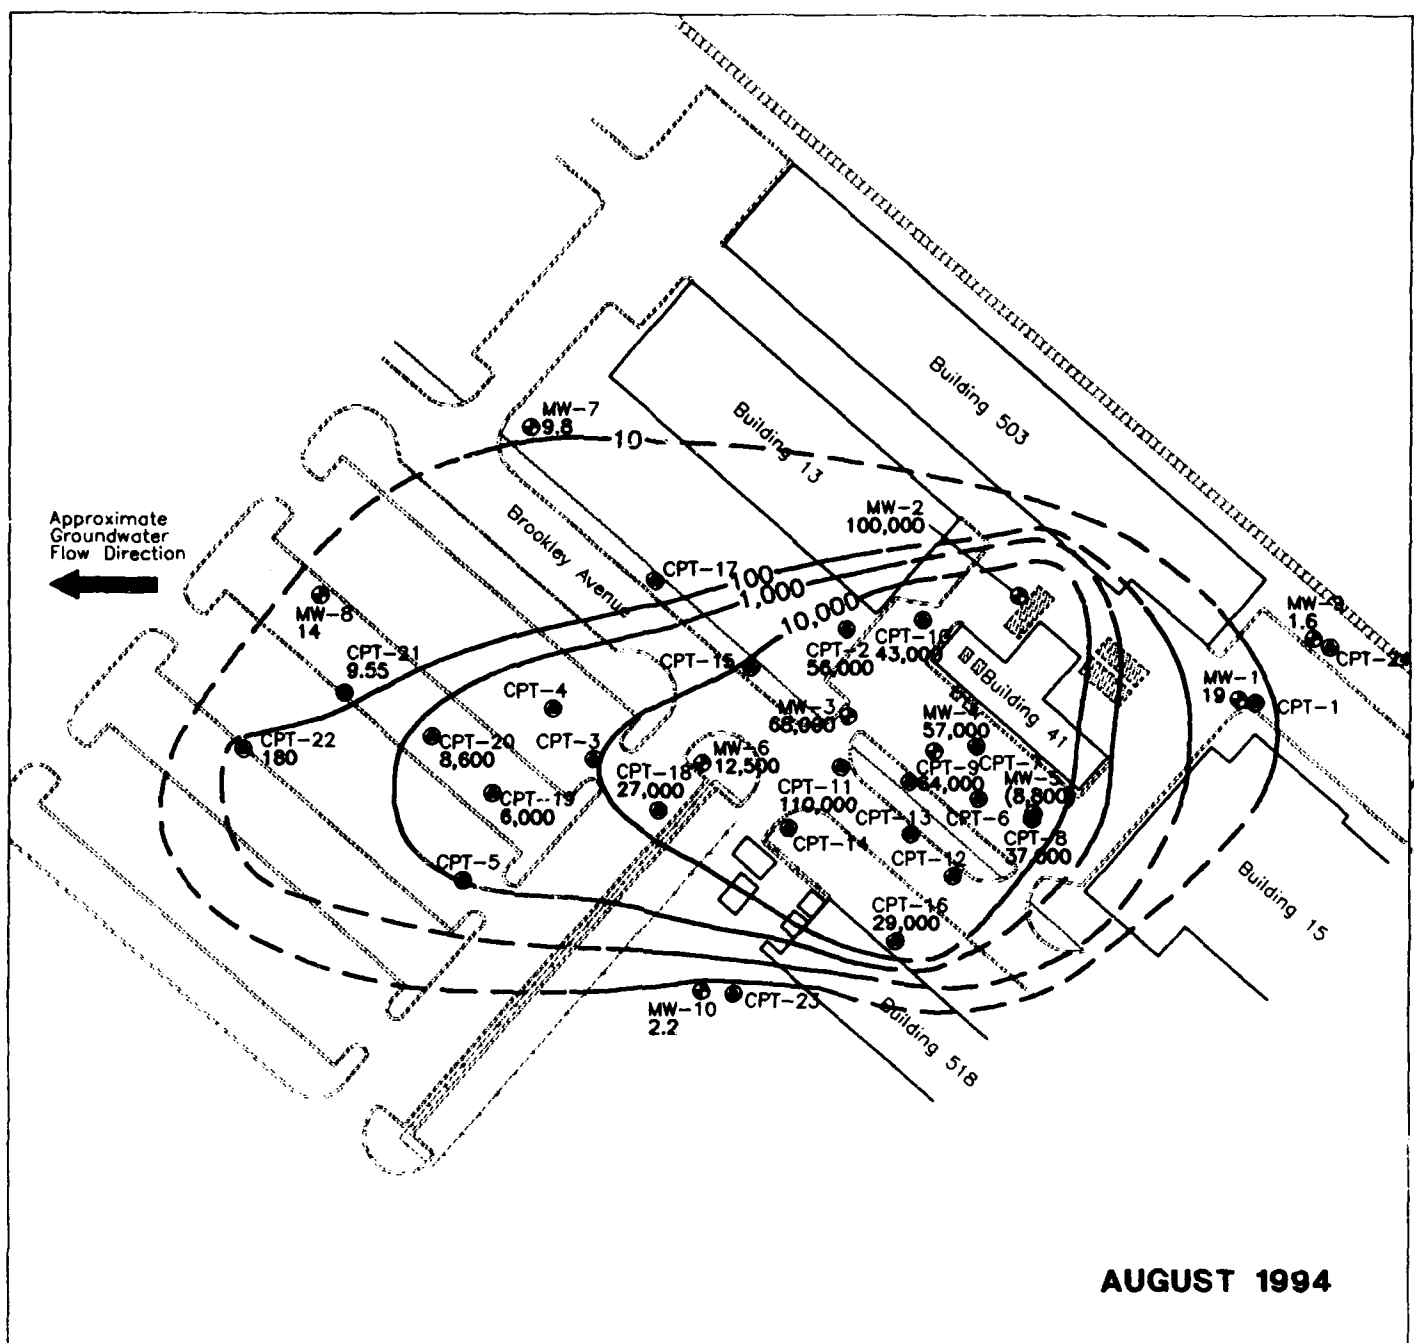 Building 503
Building 13
MW-7
9.8
10
MW-2
100,000
Approximate
Groundwater
Flow Direction
Brookley Avenue
CPT-17
100
1,000
10,000
MW-8
14
CPT-21
9.55
CPT-15
CPT-2
56,000
CPT-10
43,000
1.6
MW-1
19
CPT-1
CPT-4
MW-3
68,000
MW-4
57,000
Building 41
CPT-22
180
CPT-20
8,600
CPT-3
MW-6
12,500
CPT-18
27,000
CPT-9
MW-5
(8,800)
CPT-19
6,000
CPT-11
110,000
CPT-13
CPT-6
CPT-8
37,000
CPT-14
CPT-12
CPT-5
CPT-16
29,000
Building 15
MW-10
2.2
CPT-23
Building 518
AUGUST 1994